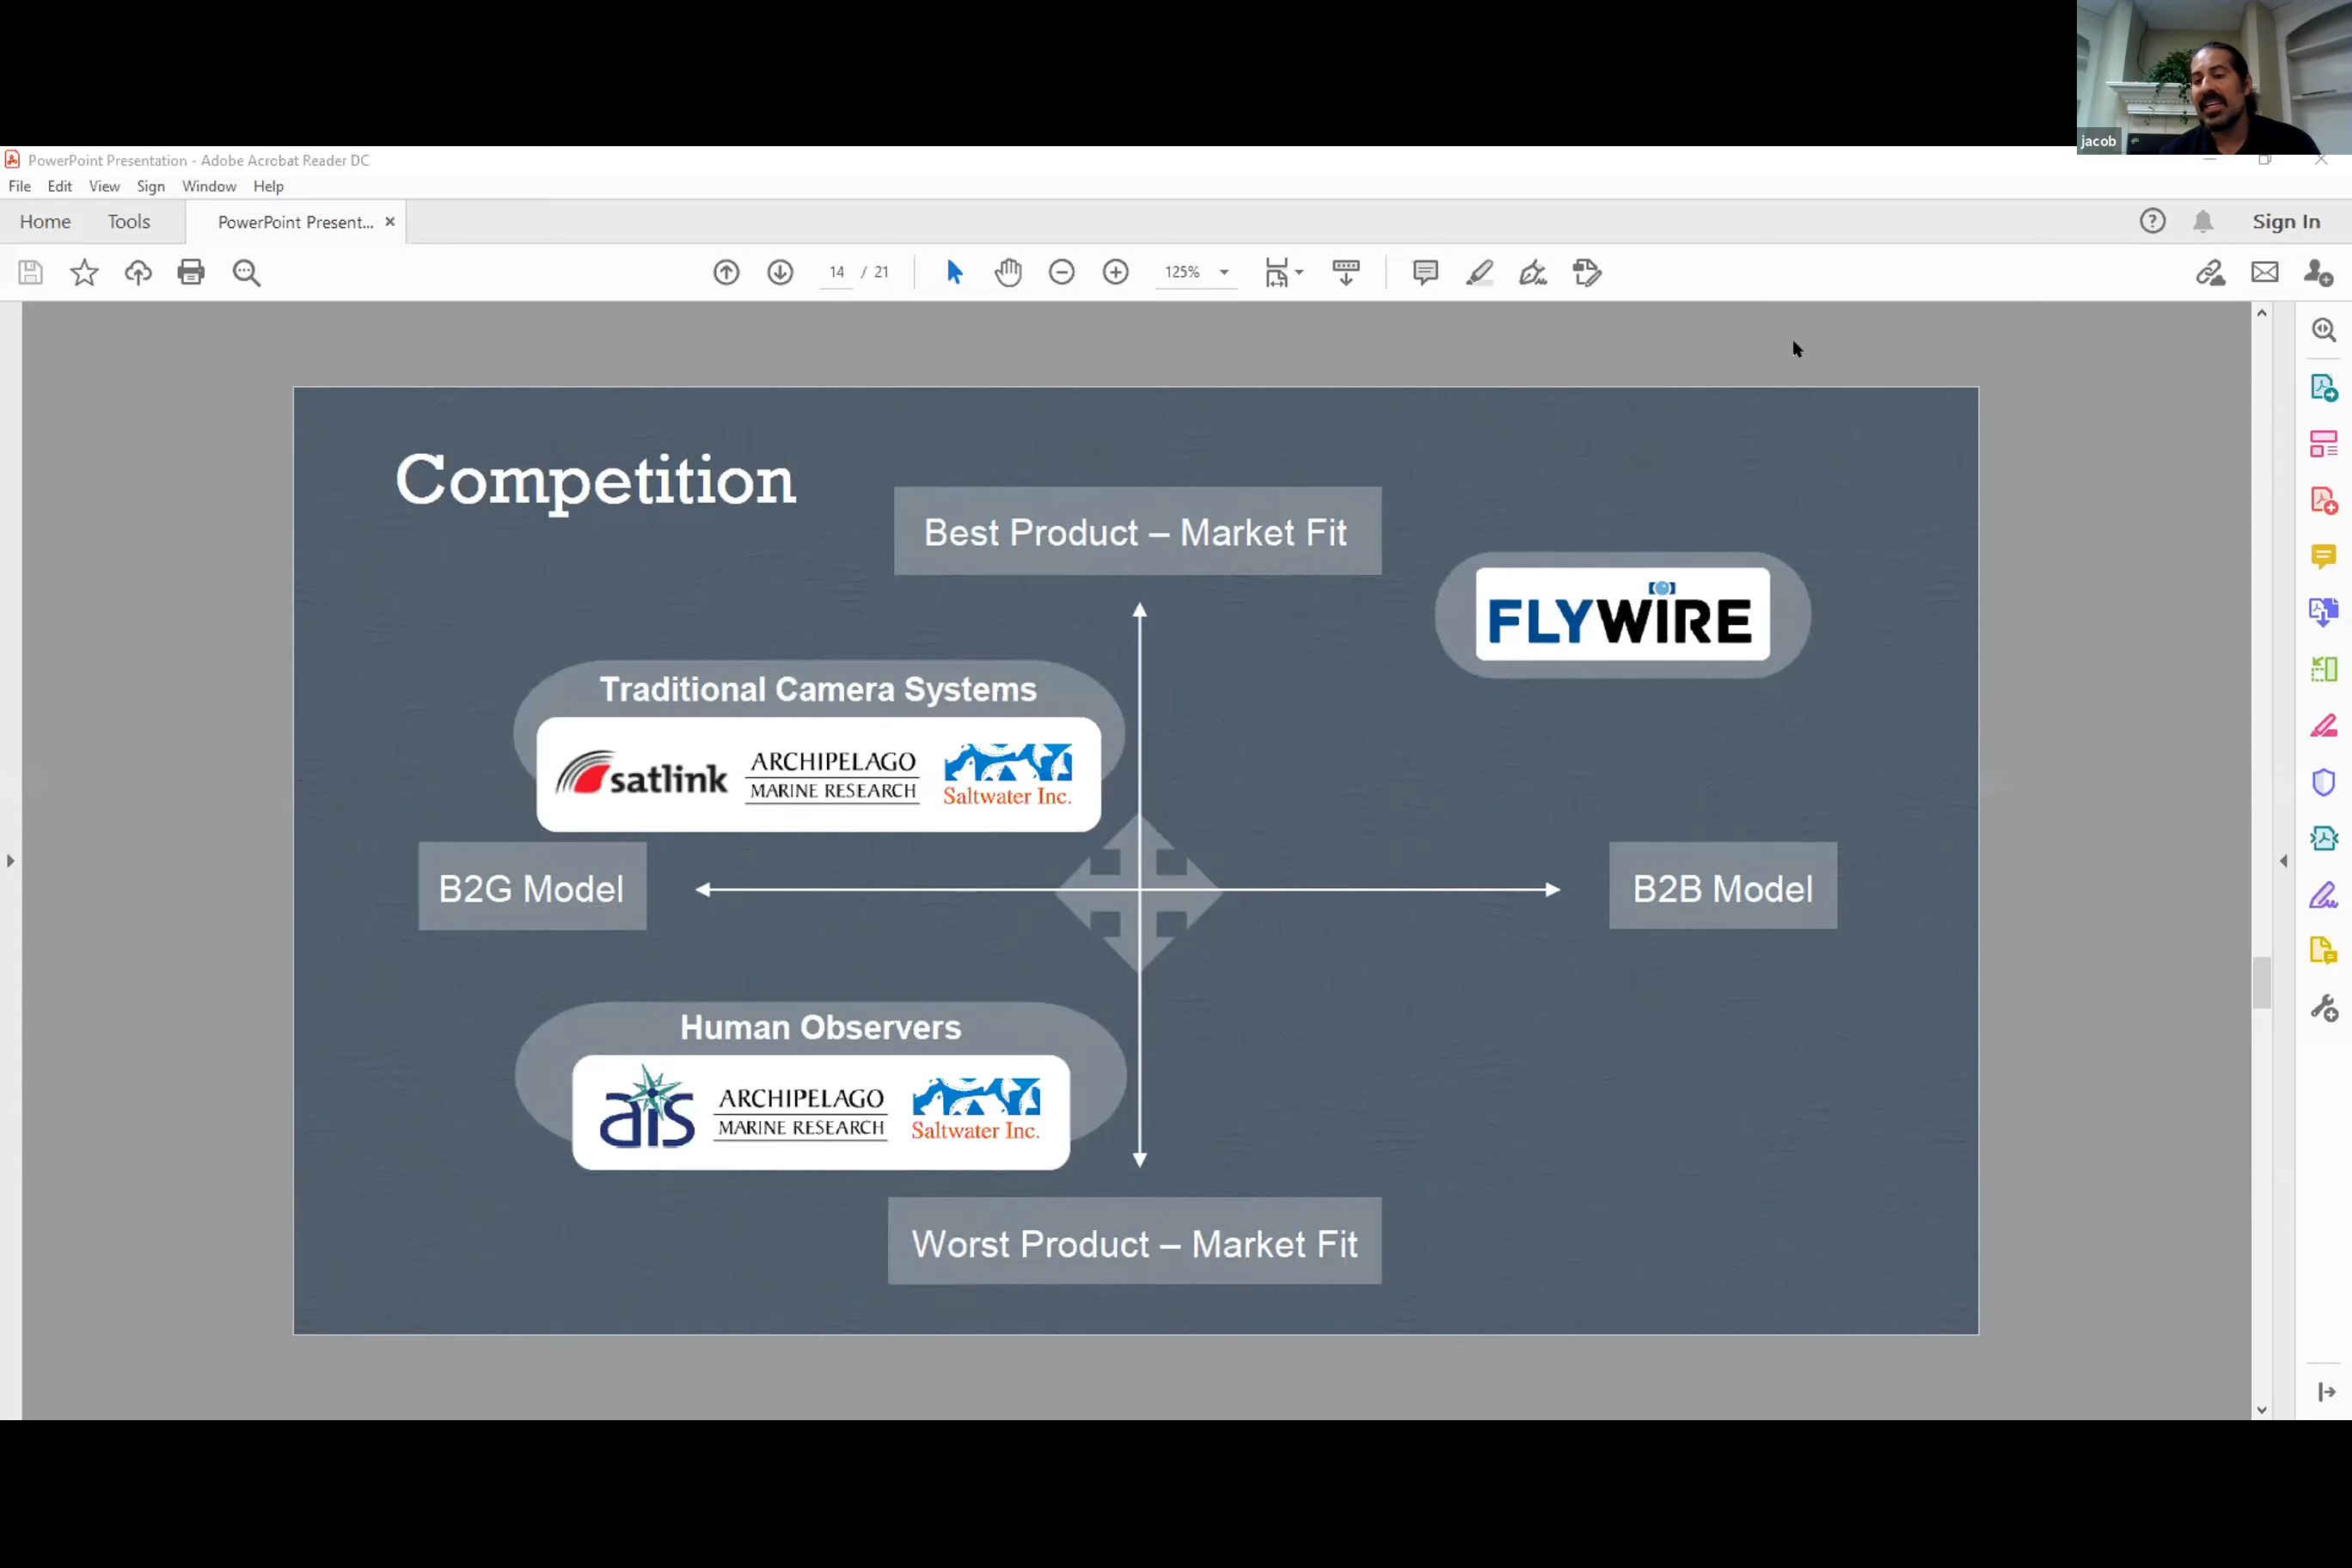 jacob
PowerPoint Presentation - Adobe Acrobat Reader DC
File Edit View Sign Window Help
Home Tools PowerPoint Present... Sign In
14 / 21 125%
Competition
Best Product – Market Fit
FLYWIRE
Traditional Camera Systems
satlink
ARCHIPELAGO
MARINE RESEARCH
Saltwater Inc.
B2G Model
B2B Model
Human Observers
ais
ARCHIPELAGO
MARINE RESEARCH
Saltwater Inc.
Worst Product – Market Fit